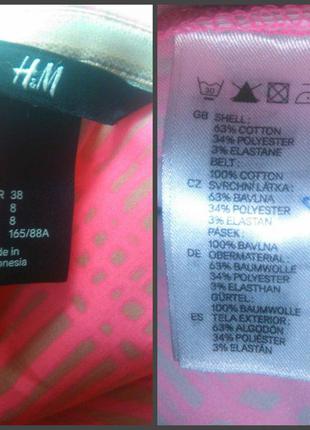 H&M
R 38
8
8
165/88A
de in
onesia
30
GB SHELL:
63% COTTON
34% POLYESTER
3% ELASTANE
BELT:
100% COTTON
CZ SVRCHNÍ LÁTKA:
63% BAVLNA
34% POLYESTER
3% ELASTAN
PÁSEK:
100% BAVLNA
DE OBERMATERIAL:
63% BAUMWOLLE
34% POLYESTER
3% ELASTHAN
GÜRTEL:
100% BAUMWOLLE
ES TELA EXTERIOR:
63% ALGODÓN
34% POLIÉSTER
3% ELASTÁN